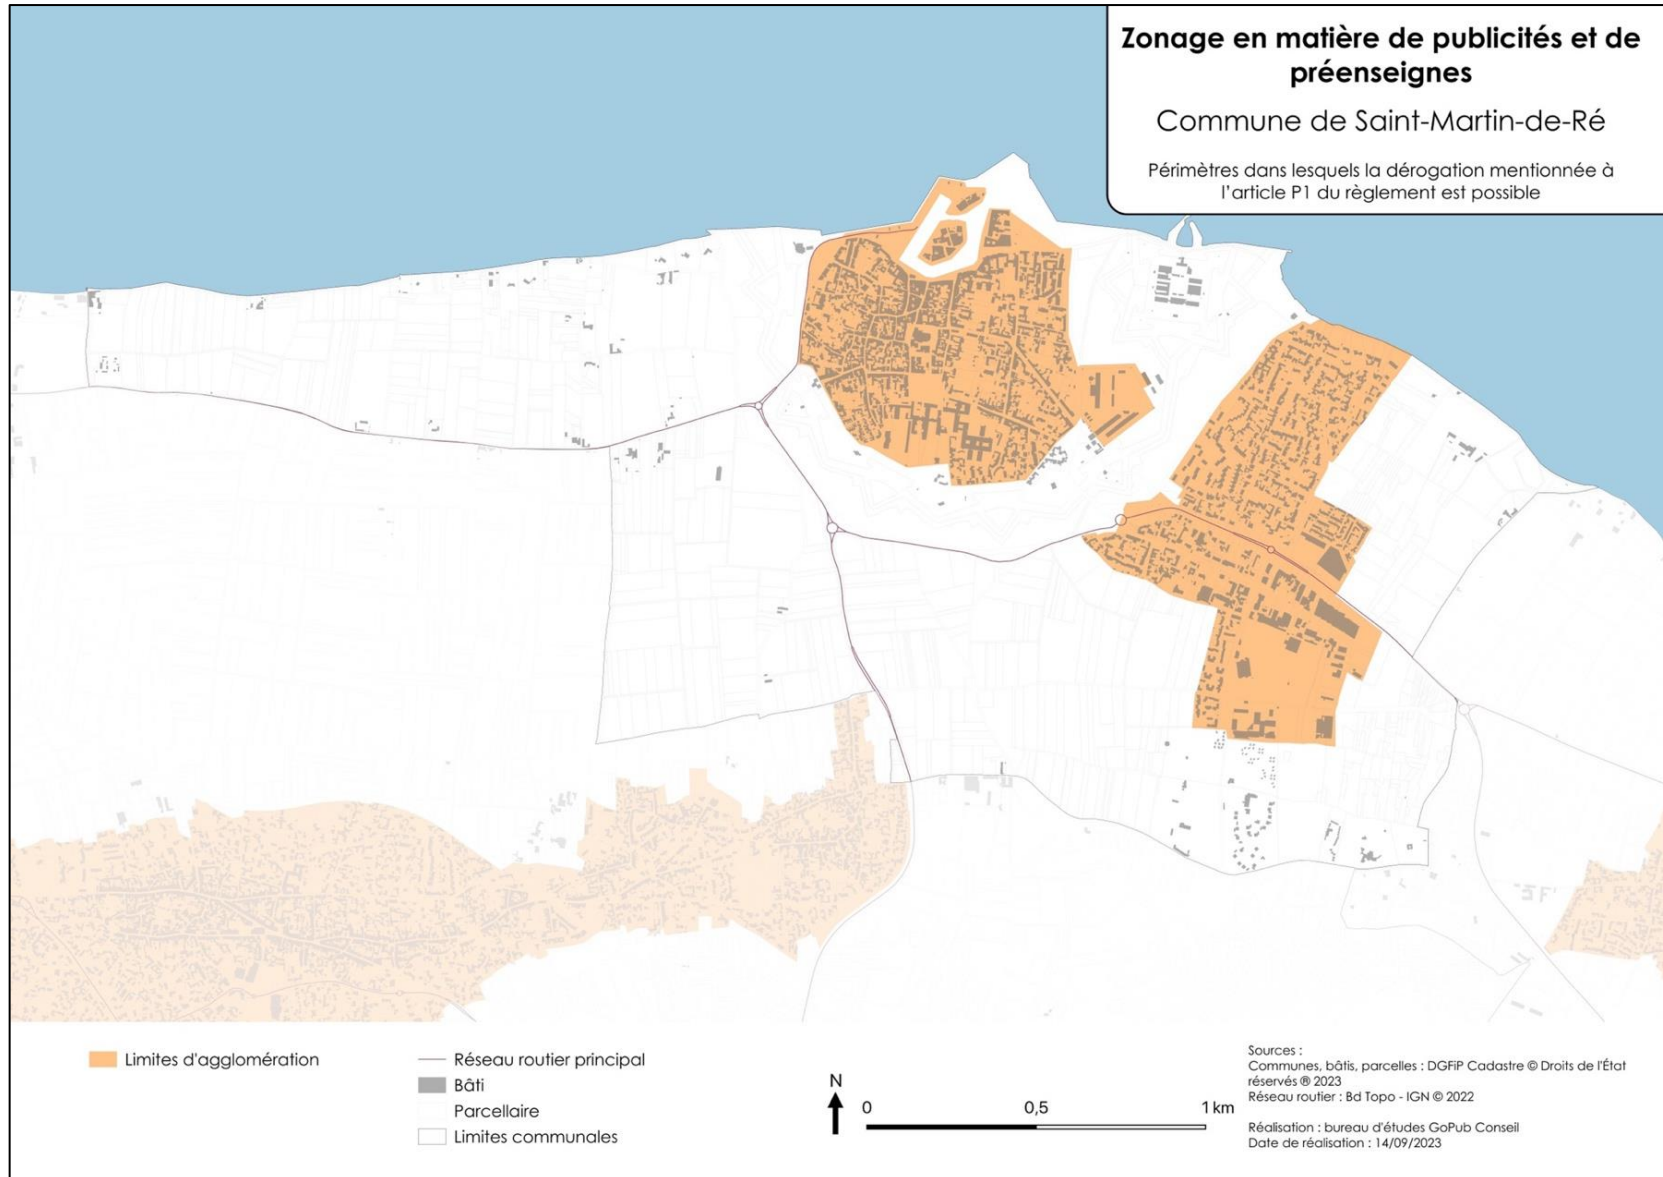 Zonage en matière de publicités et de
préenseignes
Commune de Saint-Martin-de-Ré
Périmètres dans lesquels la dérogation mentionnée à
l'article P1 du règlement est possible
Limites d'agglomération
Réseau routier principal
Bâti
Parcellaire
Limites communales
N
0 0,5 1 km
Sources :
Communes, bâtis, parcelles : DGFiP Cadastre © Droits de l'État
réservés ® 2023
Réseau routier : Bd Topo - IGN © 2022
Réalisation : bureau d'études GoPub Conseil
Date de réalisation : 14/09/2023